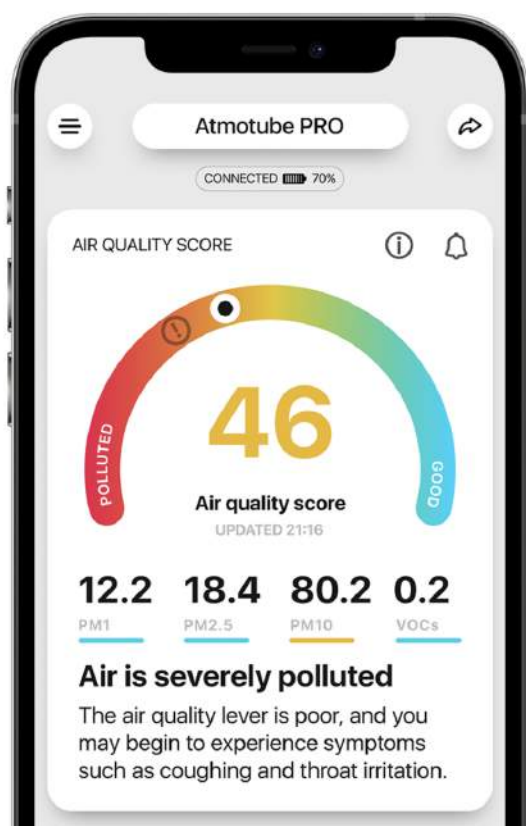 Atmotube PRO
CONNECTED 70%
AIR QUALITY SCORE
POLLUTED
GOOD
46
Air quality score
UPDATED 21:16
12.2 18.4 80.2 0.2
PM1 PM2.5 PM10 VOCs
Air is severely polluted
The air quality lever is poor, and you
may begin to experience symptoms
such as coughing and throat irritation.